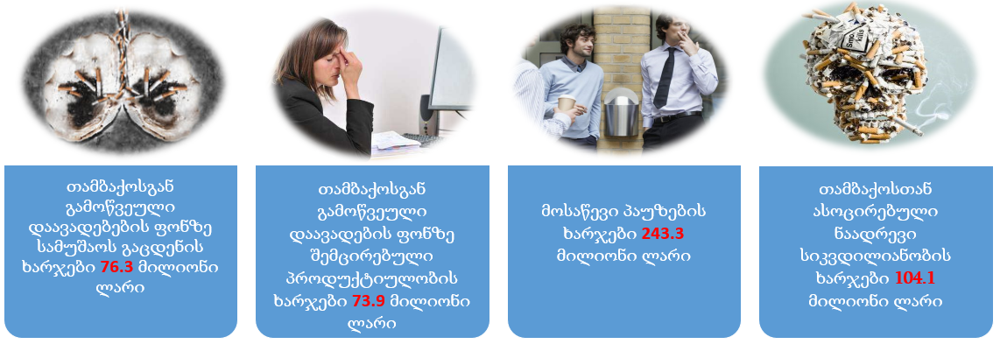 Smoking
kills
თამბაქოსგან
გამოწვეული
დაავადებების ფონზე
სამუშაოს გაცდენის
ხარჯები 76.3 მილიონი
ლარი
თამბაქოსგან
გამოწვეული
დაავადების ფონზე
შემცირებული
პროდუქტიულობის
ხარჯები 73.9 მილიონი
ლარი
მოსაწევი პაუზების
ხარჯები 243.3
მილიონი ლარი
თამბაქოსთან
ასოცირებული
ნაადრევი
სიკვდილიანობის
ხარჯები 104.1
მილიონი ლარი